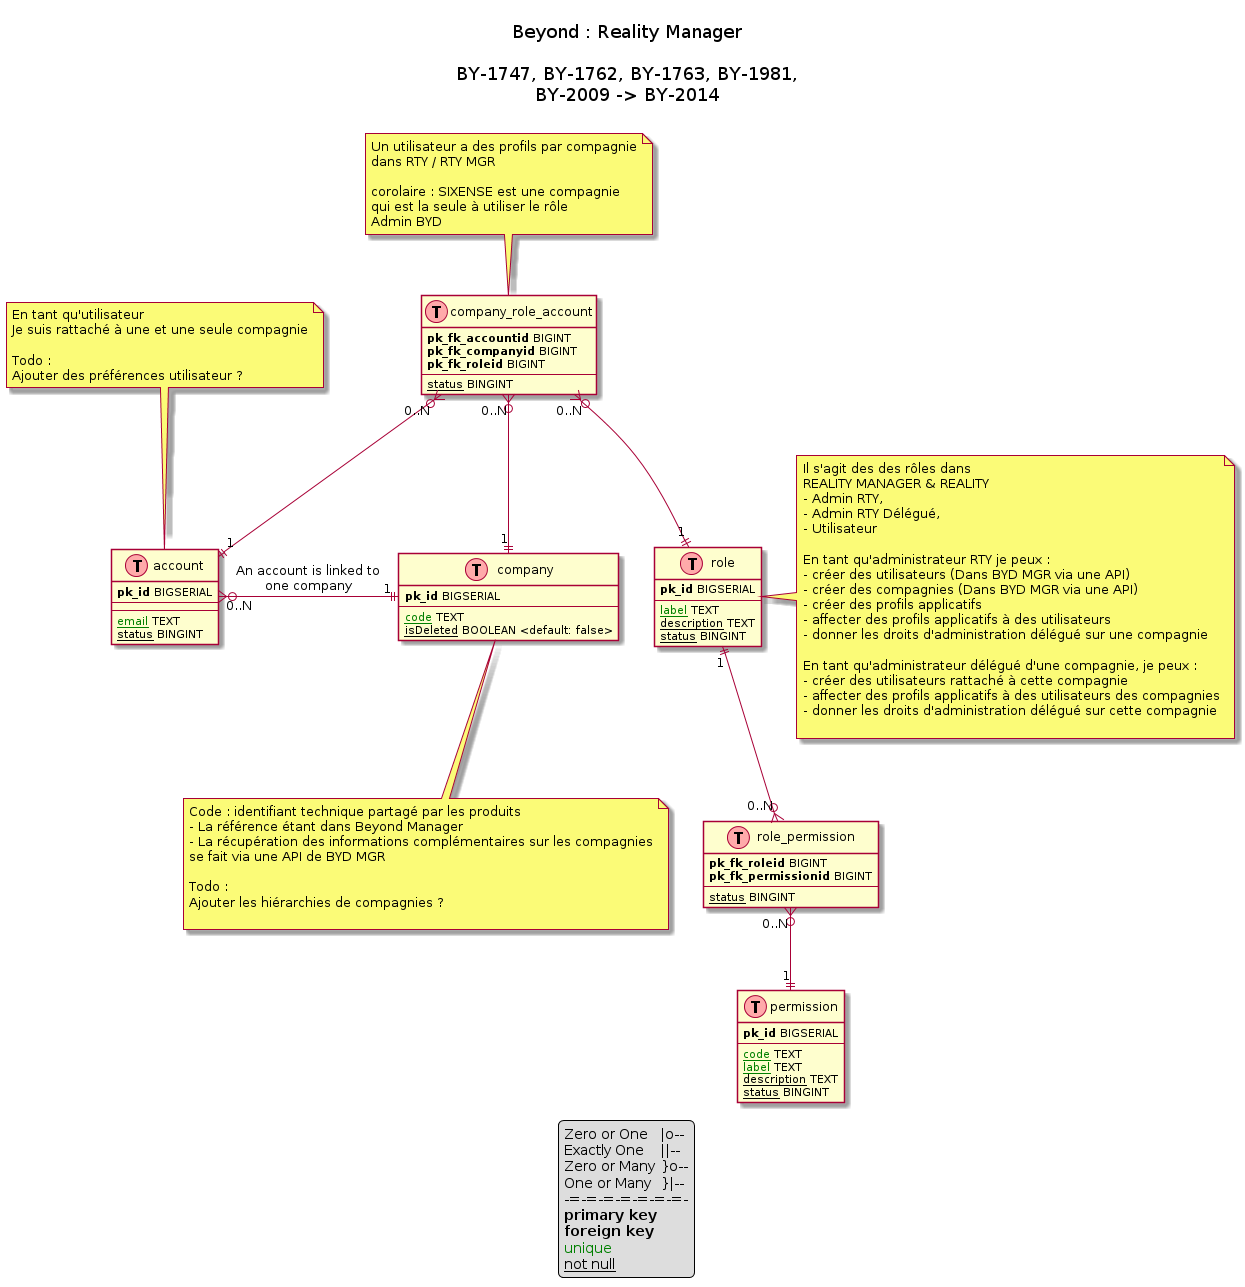 Beyond : Reality Manager
BY-1747, BY-1762, BY-1763, BY-1981,
BY-2009 -> BY-2014
Un utilisateur a des profils par compagnie
dans RTY / RTY MGR
corolaire : SIXENSE est une compagnie
qui est la seule à utiliser le rôle
Admin BYD
company_role_account
pk_fk_accountid BIGINT
pk_fk_companyid BIGINT
pk_fk_roleid BIGINT
status BINGINT
En tant qu'utilisateur
Je suis rattaché à une et une seule compagnie
Todo :
Ajouter des préférences utilisateur ?
0..N
0..N
0..N
1
1
1
account
pk_id BIGSERIAL
email TEXT
status BINGINT
An account is linked to
one company
0..N
1
company
pk_id BIGSERIAL
code TEXT
isDeleted BOOLEAN <default: false>
role
pk_id BIGSERIAL
label TEXT
description TEXT
status BINGINT
Il s'agit des des rôles dans
REALITY MANAGER & REALITY
- Admin RTY,
- Admin RTY Délégué,
- Utilisateur
En tant qu'administrateur RTY je peux :
- créer des utilisateurs (Dans BYD MGR via une API)
- créer des compagnies (Dans BYD MGR via une API)
- créer des profils applicatifs
- affecter des profils applicatifs à des utilisateurs
- donner les droits d'administration délégué sur une compagnie
En tant qu'administrateur délégué d'une compagnie, je peux :
- créer des utilisateurs rattaché à cette compagnie
- affecter des profils applicatifs à des utilisateurs des compagnies
- donner les droits d'administration délégué sur cette compagnie
1
0..N
Code : identifiant technique partagé par les produits
- La référence étant dans Beyond Manager
- La récupération des informations complémentaires sur les compagnies
se fait via une API de BYD MGR
Todo :
Ajouter les hiérarchies de compagnies ?
role_permission
pk_fk_roleid BIGINT
pk_fk_permissionid BIGINT
status BINGINT
0..N
1
permission
pk_id BIGSERIAL
code TEXT
label TEXT
description TEXT
status BINGINT
Zero or One |o--
Exactly One ||--
Zero or Many }o--
One or Many }|--
-=-=-=-=-=-=-=-
primary key
foreign key
unique
not null